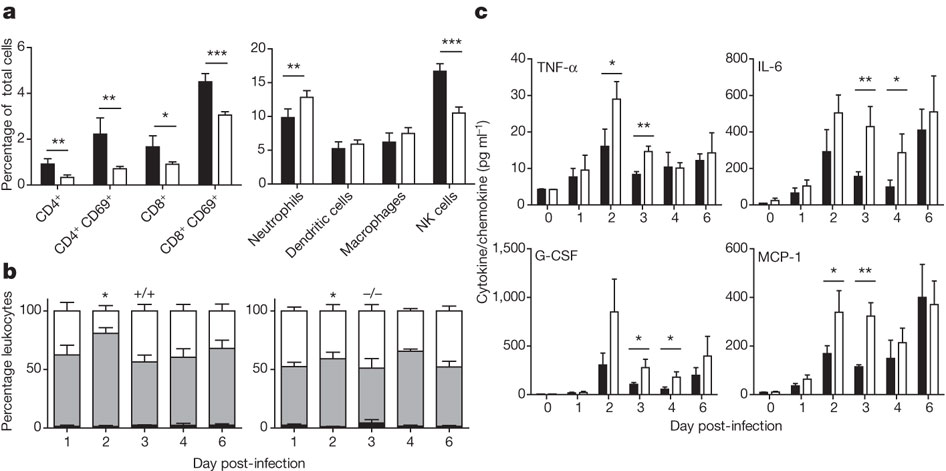 a
Percentage of total cells
6
4
2
0
**
**
*
***
CD4+
CD4+ CD69+
CD8+
CD8+ CD69+
20
15
10
5
0
**
***
Neutrophils
Dendritic cells
Macrophages
NK cells
b
Percentage leukocytes
100
50
0
*
+/+
1 2 3 4 6
100
50
0
*
−/−
1 2 3 4 6
Day post-infection
c
Cytokine/chemokine (pg ml−1)
TNF-α
40
30
20
10
0
*
**
0 1 2 3 4 6
IL-6
800
600
400
200
0
**
*
0 1 2 3 4 6
G-CSF
1,500
1,000
500
0
*
*
0 1 2 3 4 6
MCP-1
600
400
200
0
*
**
0 1 2 3 4 6
Day post-infection